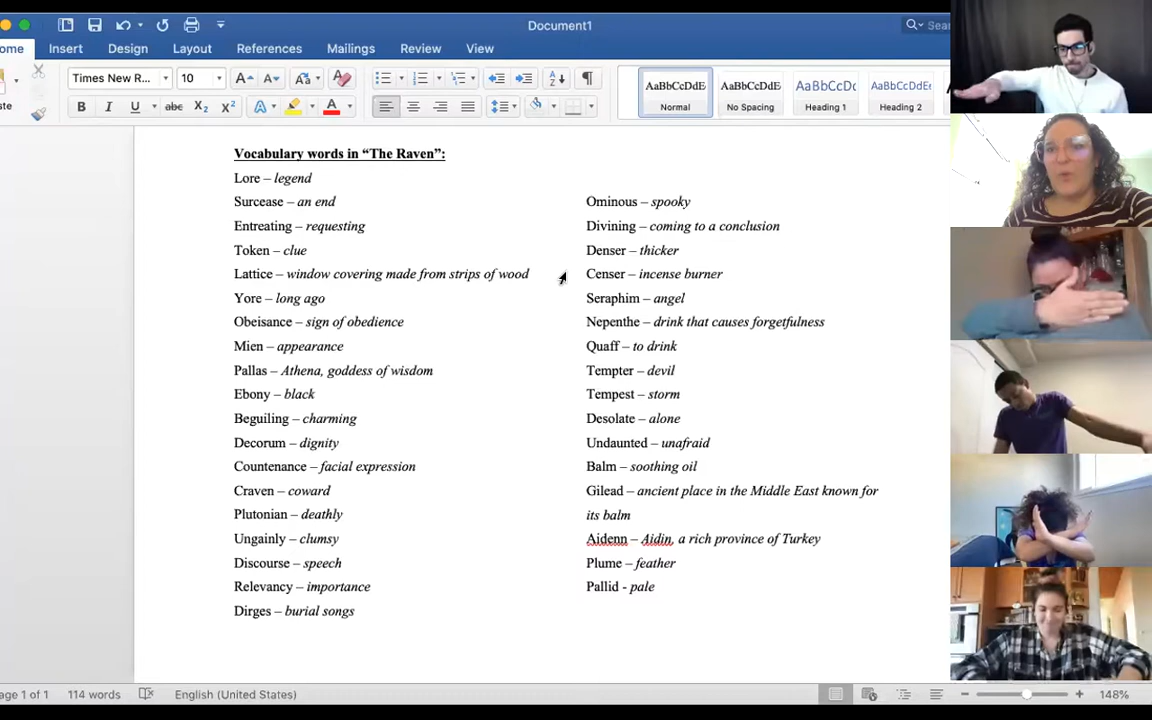 Document1
Sear
ome
Insert
Design
Layout
References
Mailings
Review
View
Times New R...
10
AaBbCcDdE
AaBbCcDdE
AaBbCcDc
AaBbCcDdE
ste
Normal
No Spacing
Heading 1
Heading 2
Vocabulary words in “The Raven”:
Lore – legend
Surcease – an end
Entreating – requesting
Token – clue
Lattice – window covering made from strips of wood
Yore – long ago
Obeisance – sign of obedience
Mien – appearance
Pallas – Athena, goddess of wisdom
Ebony – black
Beguiling – charming
Decorum – dignity
Countenance – facial expression
Craven – coward
Plutonian – deathly
Ungainly – clumsy
Discourse – speech
Relevancy – importance
Dirges – burial songs
Ominous – spooky
Divining – coming to a conclusion
Denser – thicker
Censer – incense burner
Seraphim – angel
Nepenthe – drink that causes forgetfulness
Quaff – to drink
Tempter – devil
Tempest – storm
Desolate – alone
Undaunted – unafraid
Balm – soothing oil
Gilead – ancient place in the Middle East known for
its balm
Aidenn – Aidin, a rich province of Turkey
Plume – feather
Pallid - pale
age 1 of 1
114 words
English (United States)
148%